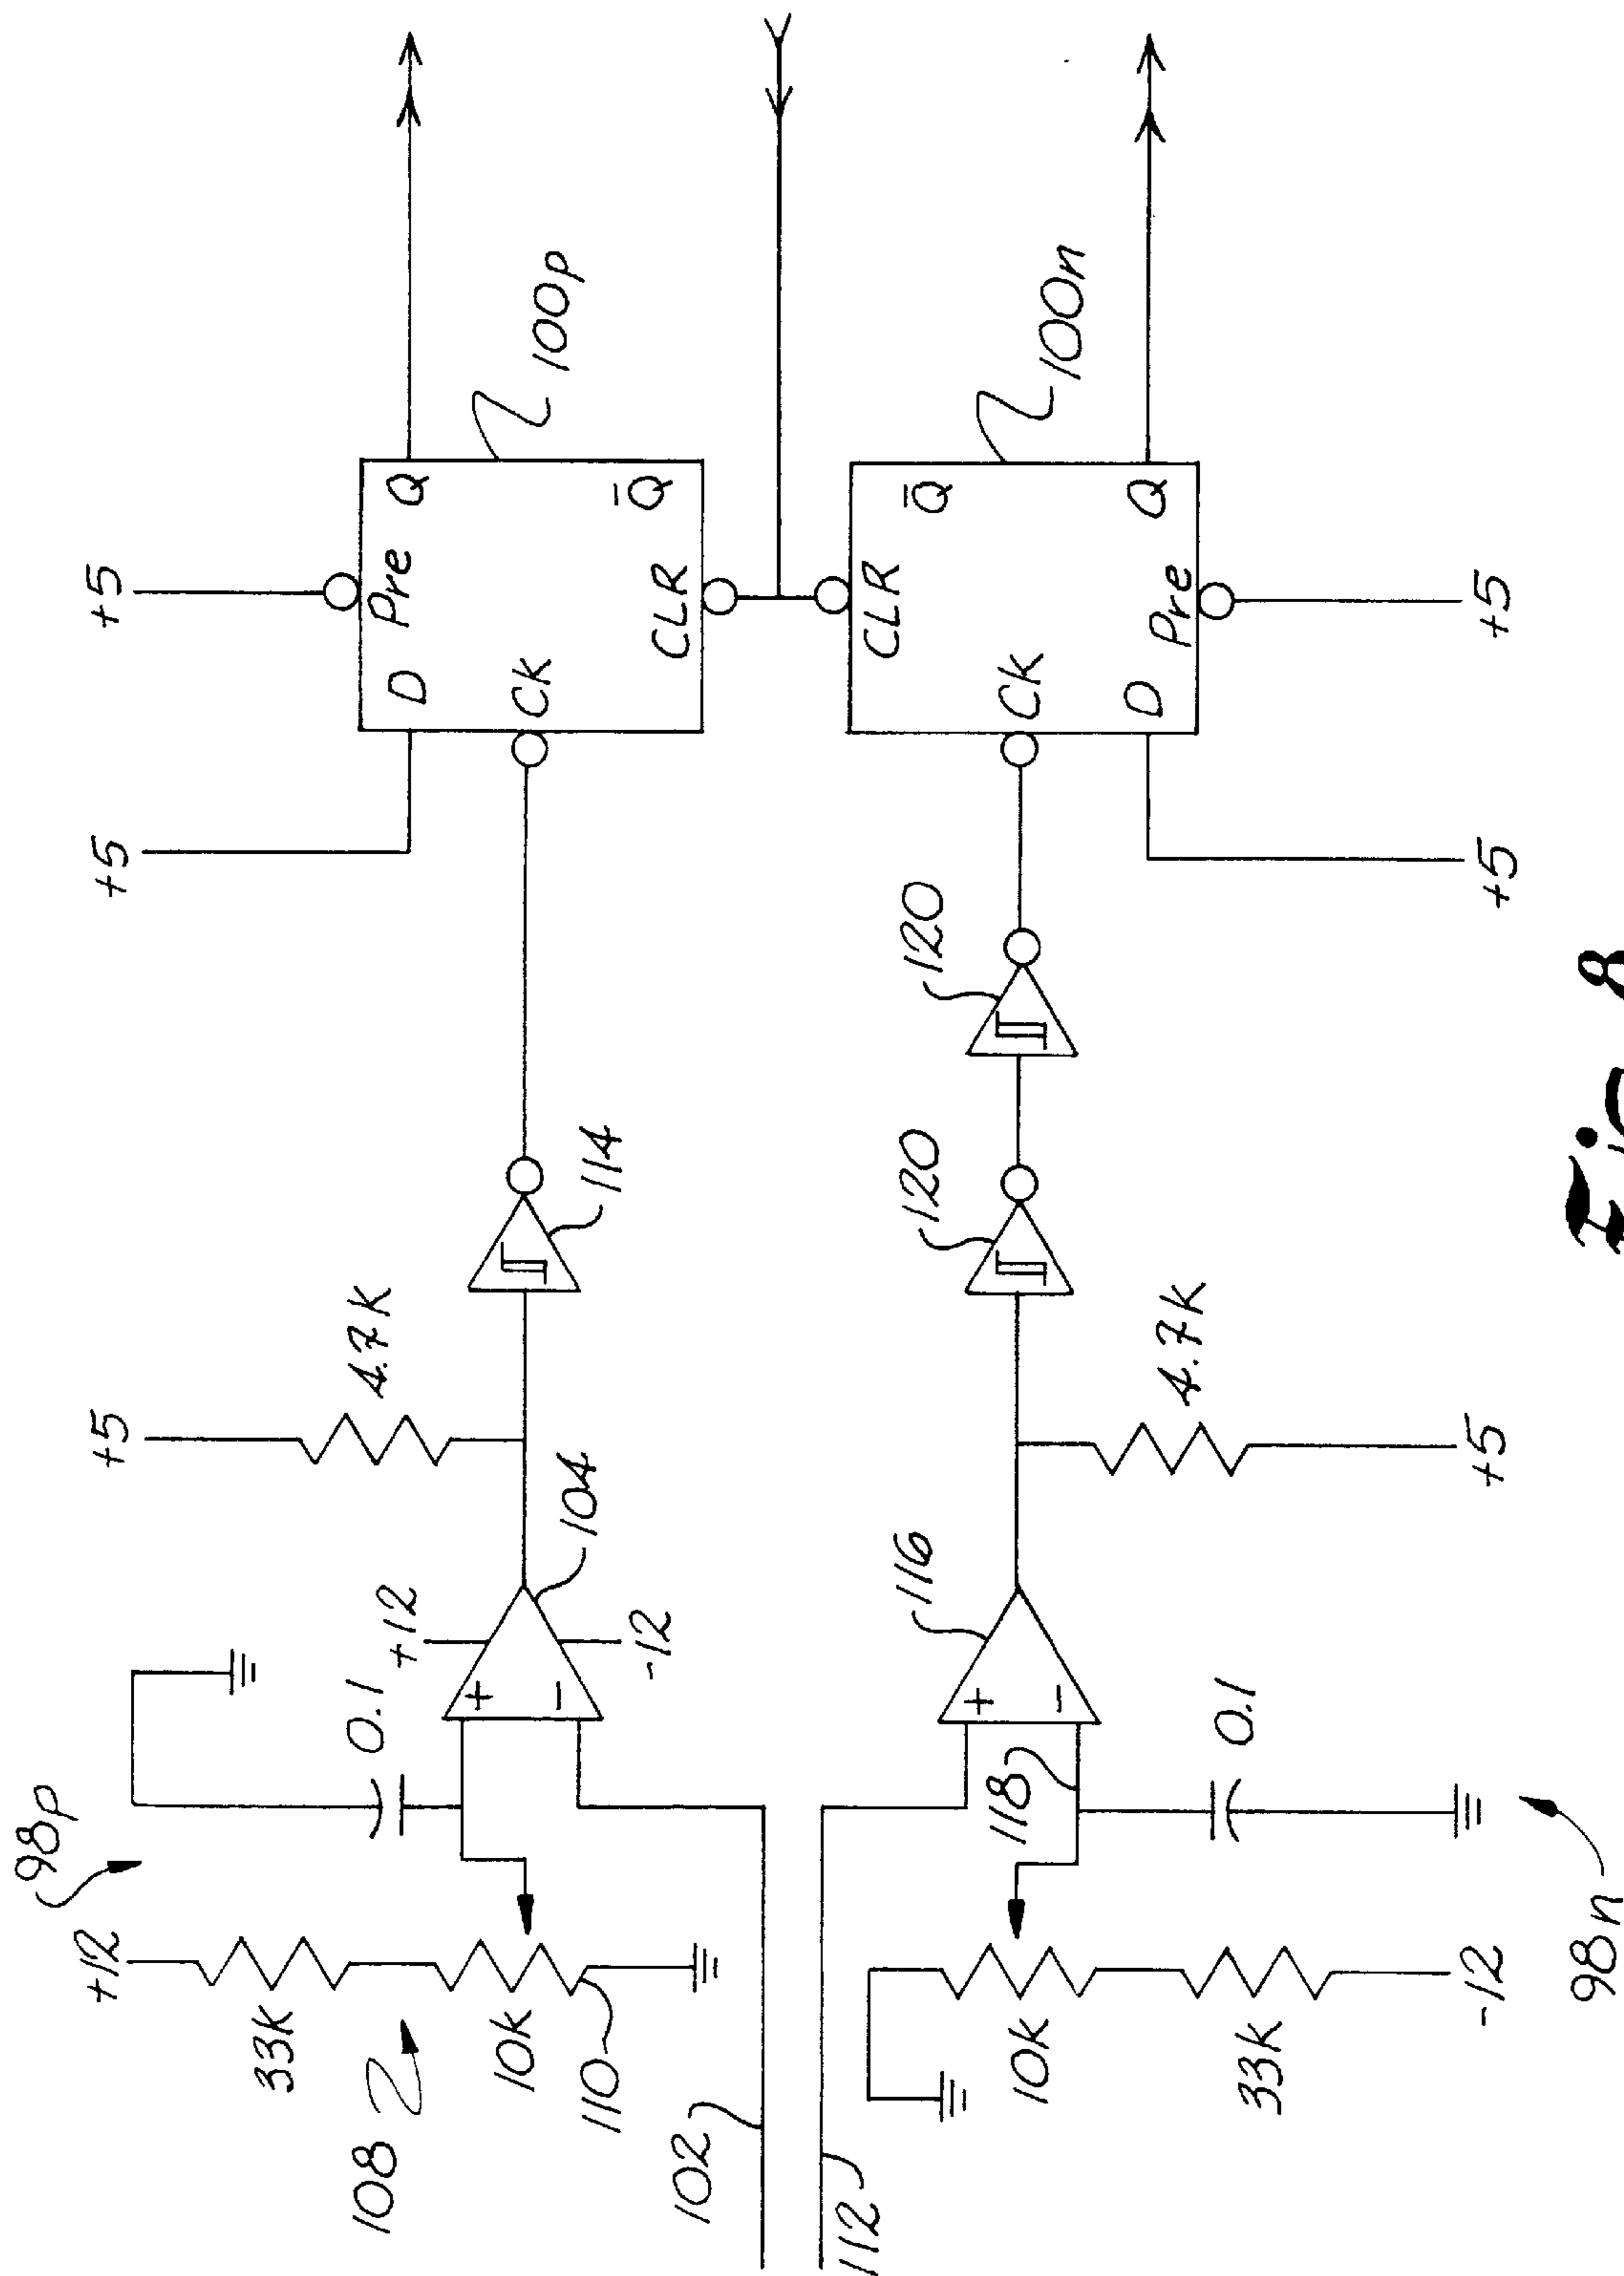 98p
+12
33K
108
10K
110
0.1
+12
-12
+
−
104
+5
4.7K
114
+5
+5
D
Pre
Q
CK
CLR
Q̄
100p
102
112
10K
33K
-12
98n
118
0.1
+
−
116
4.7K
+5
120
120
CLR
Q̄
CK
D
Pre
Q
100n
+5
+5
Fig. 8